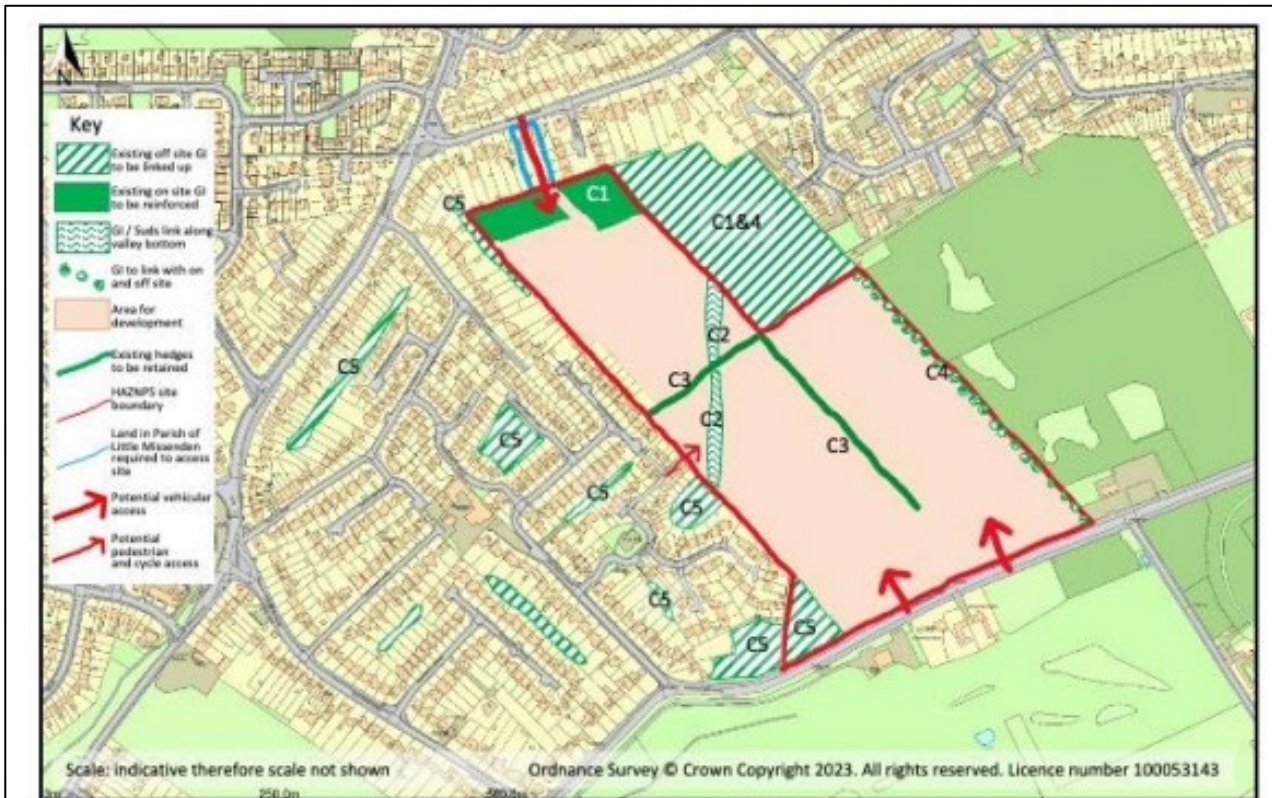 N
Key
Existing off site GI
to be linked up
Existing on site GI
to be reinforced
GI / Suds link along
valley bottom
GI to link with on
and off site
Area for
development
Existing hedges
to be retained
HAZNP5 site
boundary
Land in Parish of
Little Missenden
required to access
site
Potential vehicular
access
Potential
pedestrian
and cycle access
C1
C5
C1&4
C2
C3
C4
C5
C2
C3
C5
C5
C5
C5
C5
C5
Scale: indicative therefore scale not shown
Ordnance Survey © Crown Copyright 2023. All rights reserved. Licence number 100053143
250.0m